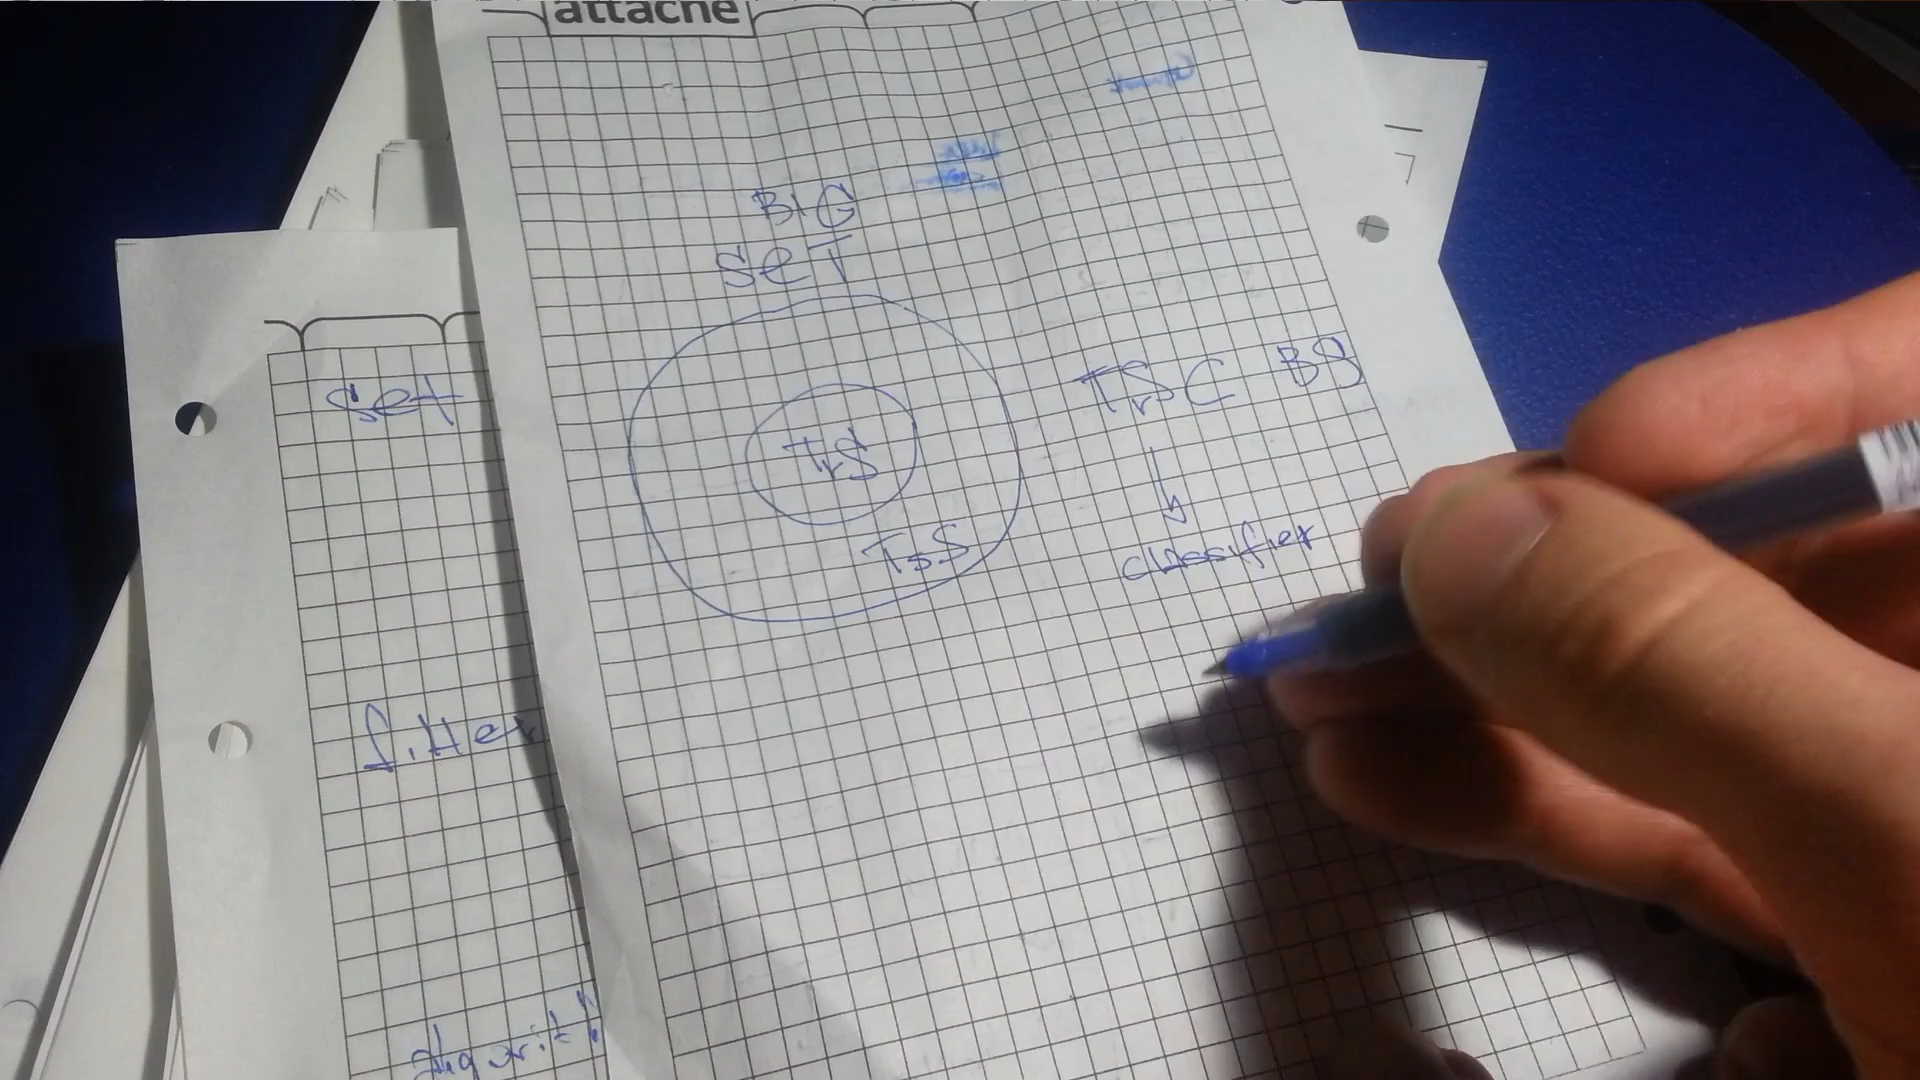 attache
BIG
SeT
TrS
TsS
TrSC BS
classifier
set
filter